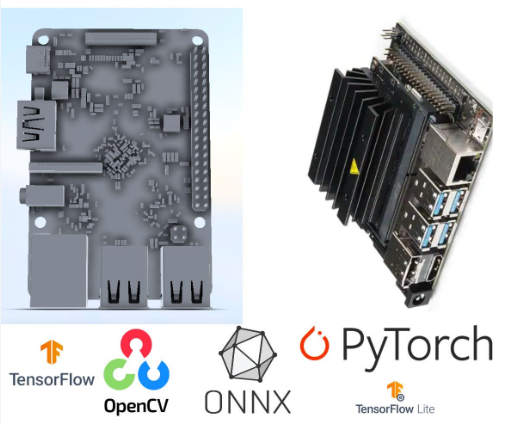 PyTorch
TensorFlow
OpenCV
ONNX
TensorFlow Lite